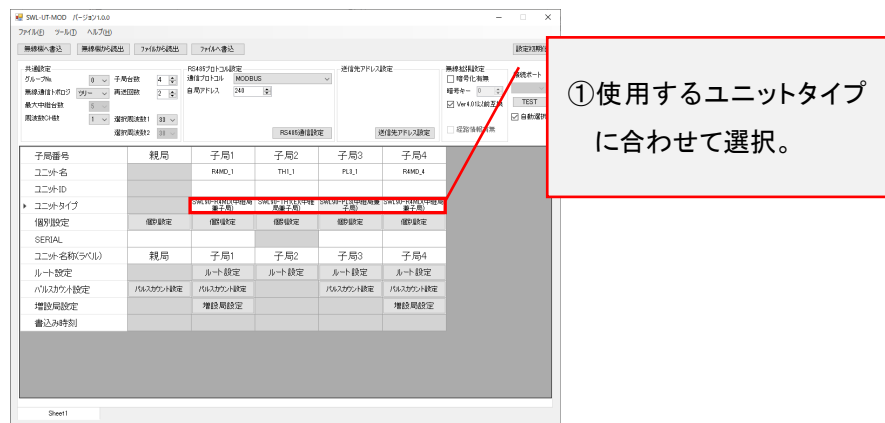 SWL-UT-MOD バージョン1.0.0
ファイル(F) ツール(T) ヘルプ(H)
無線機へ書込 無線機から読出 ファイルから読出 ファイルへ書込 設定初期化
共通設定 RS485プロトコル設定 送信先アドレス設定 無線拡張設定
グループNo. 0 子局台数 4 通信プロトコル MODBUS 暗号化有無 接続ポート
無線通信トポロジ ツリー 再送回数 2 自局アドレス 240 暗号キー 0
最大中継台数 Ver4.01以前互換 TEST
周波数CH数 1 選択周波数1 33 自動選択
選択周波数2 33 RS485通信設定 送信先アドレス設定 経路情報有無
子局番号 親局 子局1 子局2 子局3 子局4
ユニット名 R4MD_1 TH1_1 PL3_1 R4MD_4
ユニットID
ユニットタイプ
個別設定 個別設定 個別設定 個別設定 個別設定 個別設定
SERIAL
ユニット名称(ラベル) 親局 子局1 子局2 子局3 子局4
ルート設定 ルート設定 ルート設定 ルート設定 ルート設定
パルスカウント設定 パルスカウント設定 パルスカウント設定 パルスカウント設定 パルスカウント設定
増設局設定 増設局設定 増設局設定
書込み時刻
Sheet1
①使用するユニットタイプ
に合わせて選択。